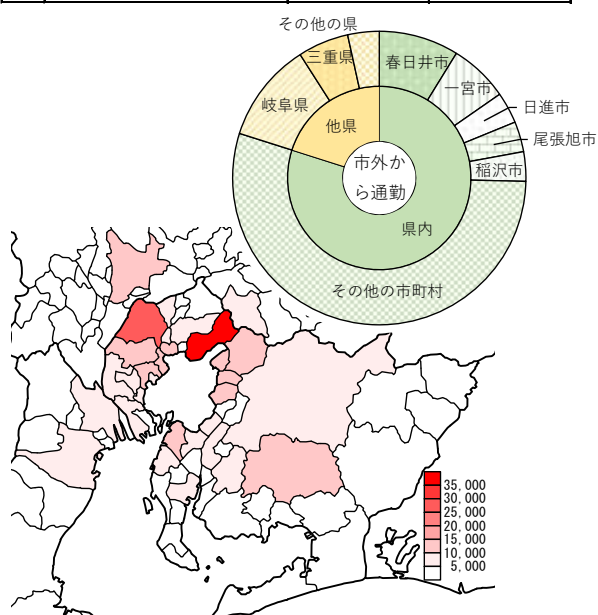 その他の県
三重県
春日井市
一宮市
岐阜県
日進市
他県
尾張旭市
市外か
ら通勤
稲沢市
県内
その他の市町村
35,000
30,000
25,000
20,000
15,000
10,000
5,000